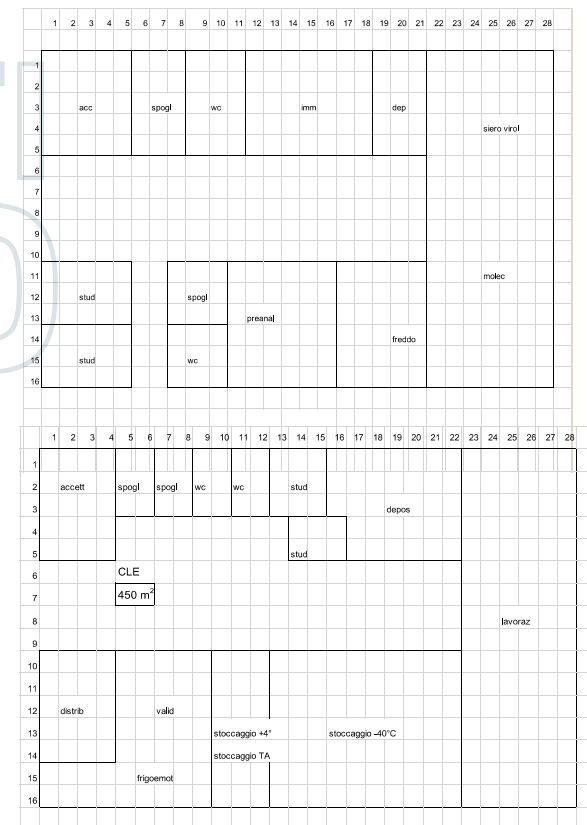 1 2 3 4 5 6 7 8 9 10 11 12 13 14 15 16 17 18 19 20 21 22 23 24 25 26 27 28
1
2
3 acc spogl wc imm dep
4 siero virol
5
6
7
8
9
10
11 molec
12 stud spogl
13 preanal
14 freddo
15 stud wc
16
1 2 3 4 5 6 7 8 9 10 11 12 13 14 15 16 17 18 19 20 21 22 23 24 25 26 27 28
1
2 accett spogl spogl wc wc stud
3 depos
4
5 stud
6 CLE
7 450 m²
8 lavoraz
9
10
11
12 distrib valid
13 stoccaggio +4° stoccaggio -40°C
14 stoccaggio TA
15 frigoemot
16